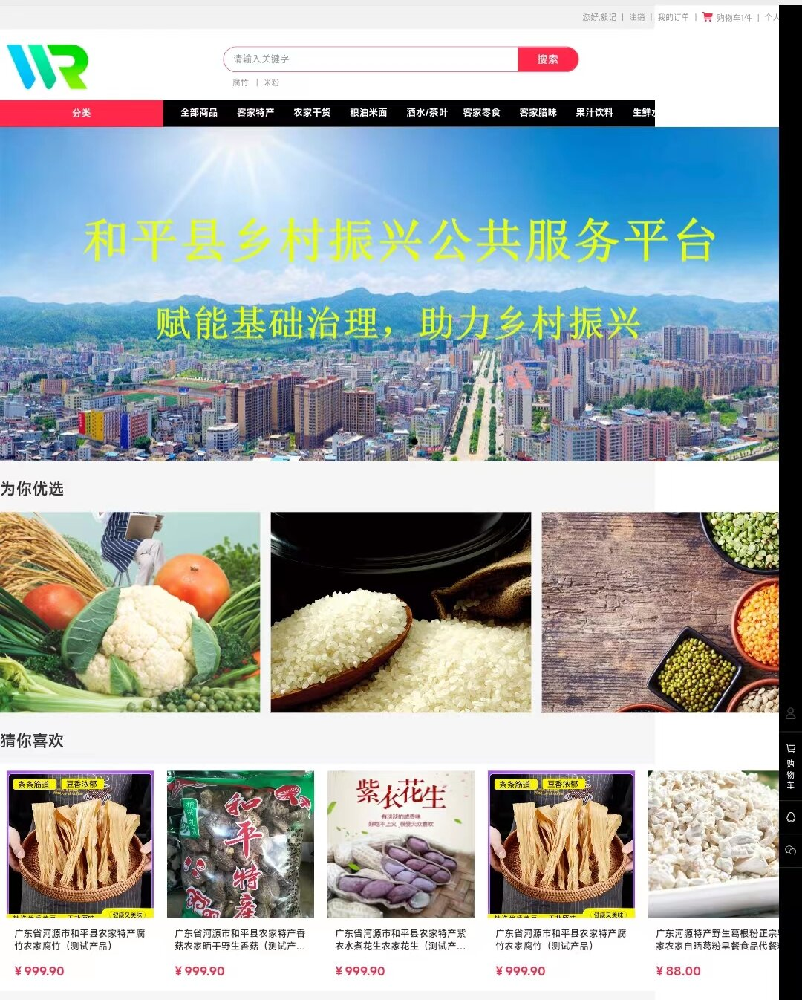 您好,毅记 | 注销 | 我的订单 | 购物车1件 | 个人
WR
请输入关键字
搜索
腐竹 | 米粉
分类
全部商品 客家特产 农家干货 粮油米面 酒水/茶叶 客家零食 客家腊味 果汁饮料 生鲜
和平县乡村振兴公共服务平台
赋能基础治理，助力乡村振兴
为你优选
猜你喜欢
条条筋道 豆香浓郁
健康又美味
和平特产
紫衣花生
有淡淡的咸香味
好吃不上火 很受大众喜欢
条条筋道 豆香浓郁
健康又美味
广东省河源市和平县农家特产腐
竹农家腐竹（测试产品）
¥ 999.90
广东省河源市和平县农家特产香
菇农家晒干野生香菇（测试产...
¥ 999.90
广东省河源市和平县农家特产紫
衣水煮花生农家花生（测试产...
¥ 999.90
广东省河源市和平县农家特产腐
竹农家腐竹（测试产品）
¥ 999.90
广东河源特产野生葛根粉正宗
家农家自晒葛粉早餐食品代餐
¥ 88.00
购物车